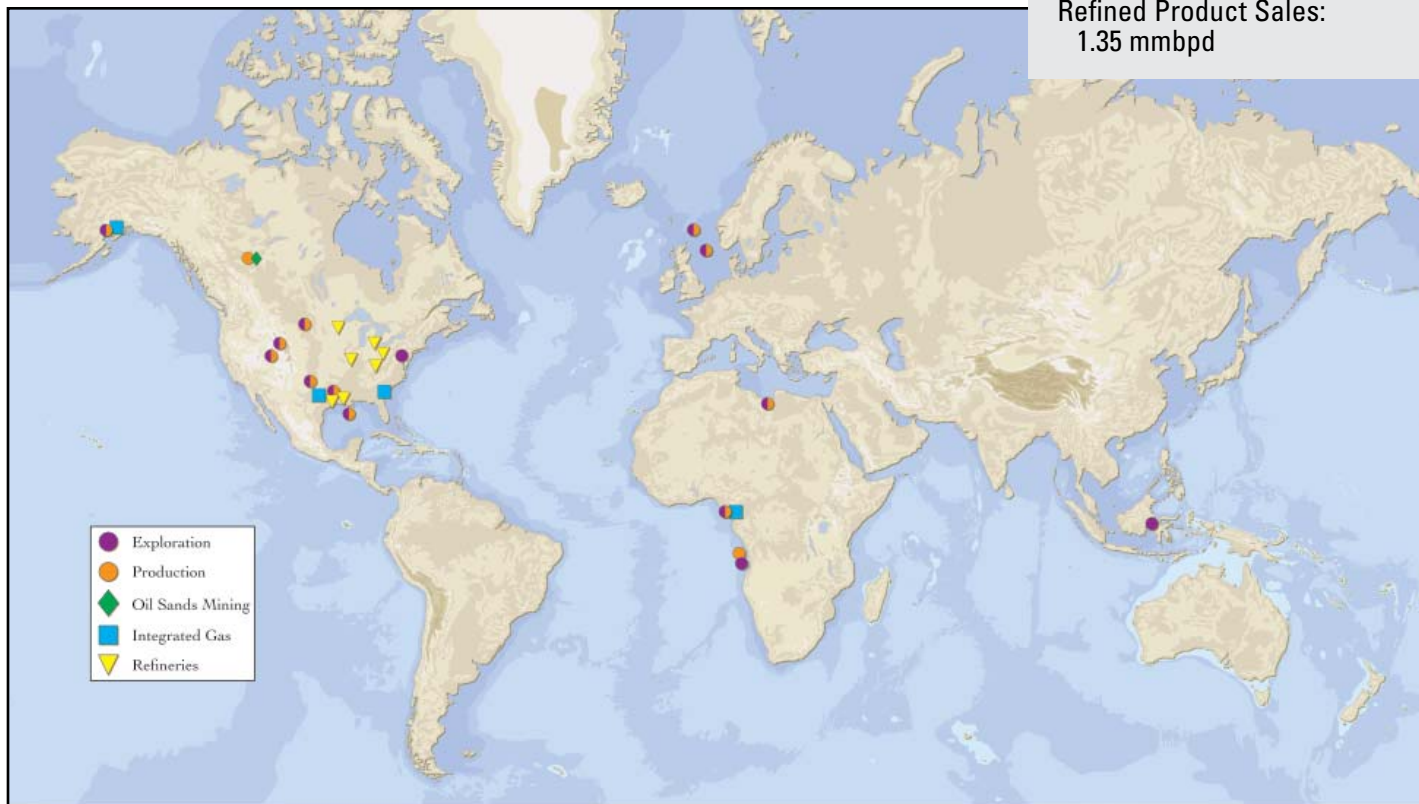 Refined Product Sales:
1.35 mmbpd
Exploration
Production
Oil Sands Mining
Integrated Gas
Refineries